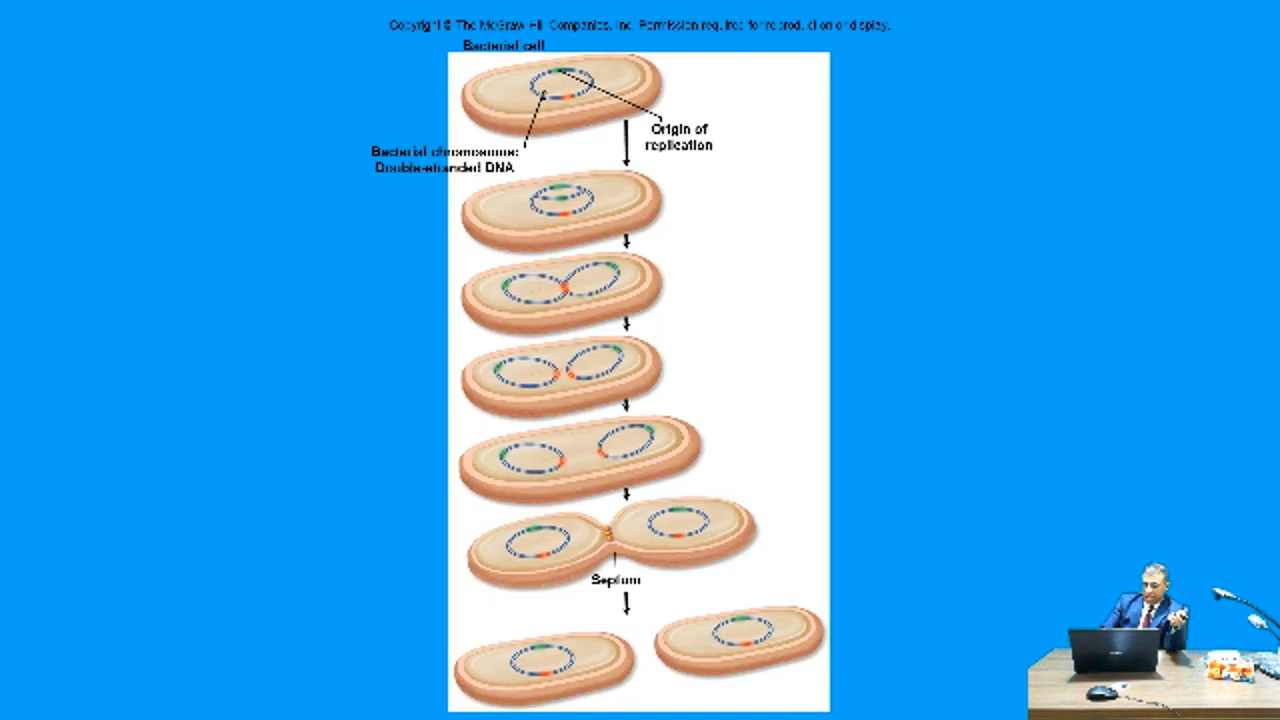 Copyright © The McGraw-Hill Companies, Inc. Permission required for reproduction or display.
Bacterial cell
Origin of
replication
Bacterial chromosome:
Double-stranded DNA
Septum